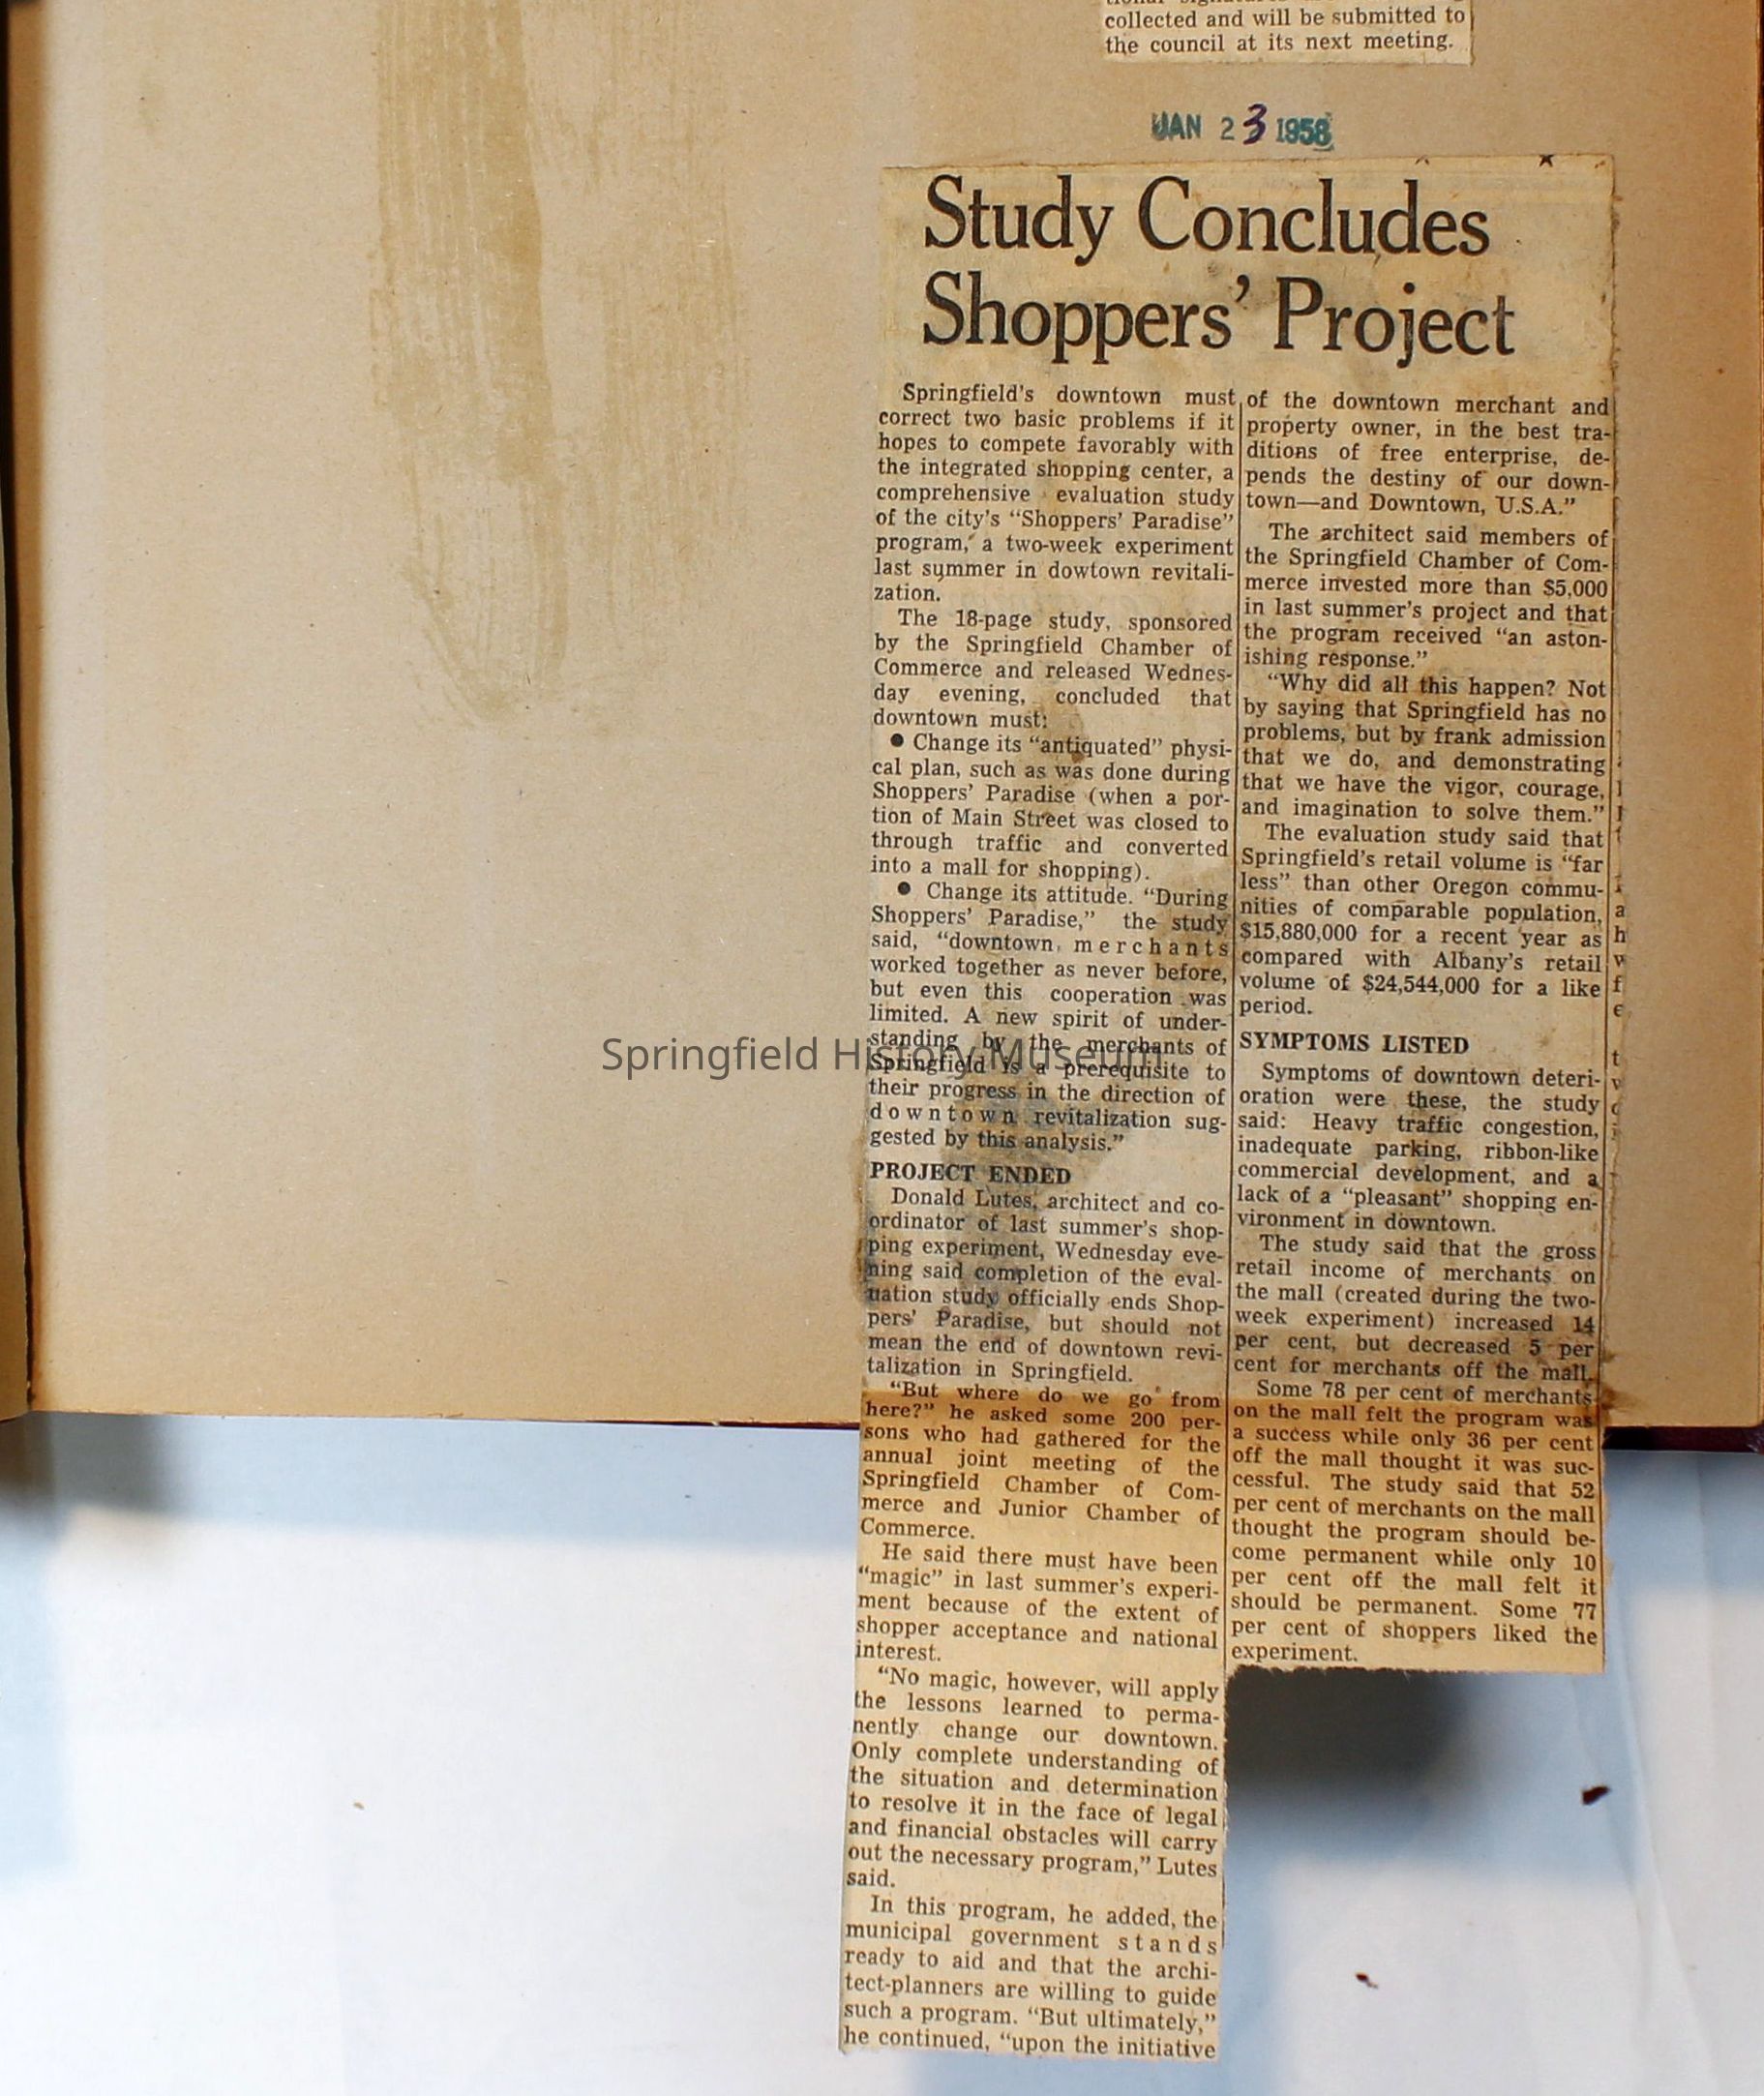 collected and will be submitted to
the council at its next meeting.
JAN 23 1958
Study Concludes
Shoppers' Project
Springfield's downtown must
correct two basic problems if it
hopes to compete favorably with
the integrated shopping center, a
comprehensive evaluation study
of the city's "Shoppers' Paradise"
program, a two-week experiment
last summer in dowtown revitali-
zation.
The 18-page study, sponsored
by the Springfield Chamber of
Commerce and released Wednes-
day evening, concluded that
downtown must:
● Change its "antiquated" physi-
cal plan, such as was done during
Shoppers' Paradise (when a por-
tion of Main Street was closed to
through traffic and converted
into a mall for shopping).
● Change its attitude. "During
Shoppers' Paradise," the study
said, "downtown merchants
worked together as never before,
but even this cooperation was
limited. A new spirit of under-
standing by the merchants of
Springfield is a prerequisite to
their progress in the direction of
downtown revitalization sug-
gested by this analysis."
PROJECT ENDED
Donald Lutes, architect and co-
ordinator of last summer's shop-
ping experiment, Wednesday eve-
ning said completion of the eval-
uation study officially ends Shop-
pers' Paradise, but should not
mean the end of downtown revi-
talization in Springfield.
"But where do we go from
here?" he asked some 200 per-
sons who had gathered for the
annual joint meeting of the
Springfield Chamber of Com-
merce and Junior Chamber of
Commerce.
He said there must have been
"magic" in last summer's experi-
ment because of the extent of
shopper acceptance and national
interest.
"No magic, however, will apply
the lessons learned to perma-
nently change our downtown.
Only complete understanding of
the situation and determination
to resolve it in the face of legal
and financial obstacles will carry
out the necessary program," Lutes
said.
In this program, he added, the
municipal government stands
ready to aid and that the archi-
tect-planners are willing to guide
such a program. "But ultimately,"
he continued, "upon the initiative
of the downtown merchant and
property owner, in the best tra-
ditions of free enterprise, de-
pends the destiny of our down-
town—and Downtown, U.S.A."
The architect said members of
the Springfield Chamber of Com-
merce invested more than $5,000
in last summer's project and that
the program received "an aston-
ishing response."
"Why did all this happen? Not
by saying that Springfield has no
problems, but by frank admission
that we do, and demonstrating
that we have the vigor, courage,
and imagination to solve them."
The evaluation study said that
Springfield's retail volume is "far
less" than other Oregon commu-
nities of comparable population,
$15,880,000 for a recent year as
compared with Albany's retail
volume of $24,544,000 for a like
period.
SYMPTOMS LISTED
Symptoms of downtown deteri-
oration were these, the study
said: Heavy traffic congestion,
inadequate parking, ribbon-like
commercial development, and a
lack of a "pleasant" shopping en-
vironment in downtown.
The study said that the gross
retail income of merchants on
the mall (created during the two-
week experiment) increased 14
per cent, but decreased 5 per
cent for merchants off the mall.
Some 78 per cent of merchants
on the mall felt the program was
a success while only 36 per cent
off the mall thought it was suc-
cessful. The study said that 52
per cent of merchants on the mall
thought the program should be-
come permanent while only 10
per cent off the mall felt it
should be permanent. Some 77
per cent of shoppers liked the
experiment.
Springfield History Museum